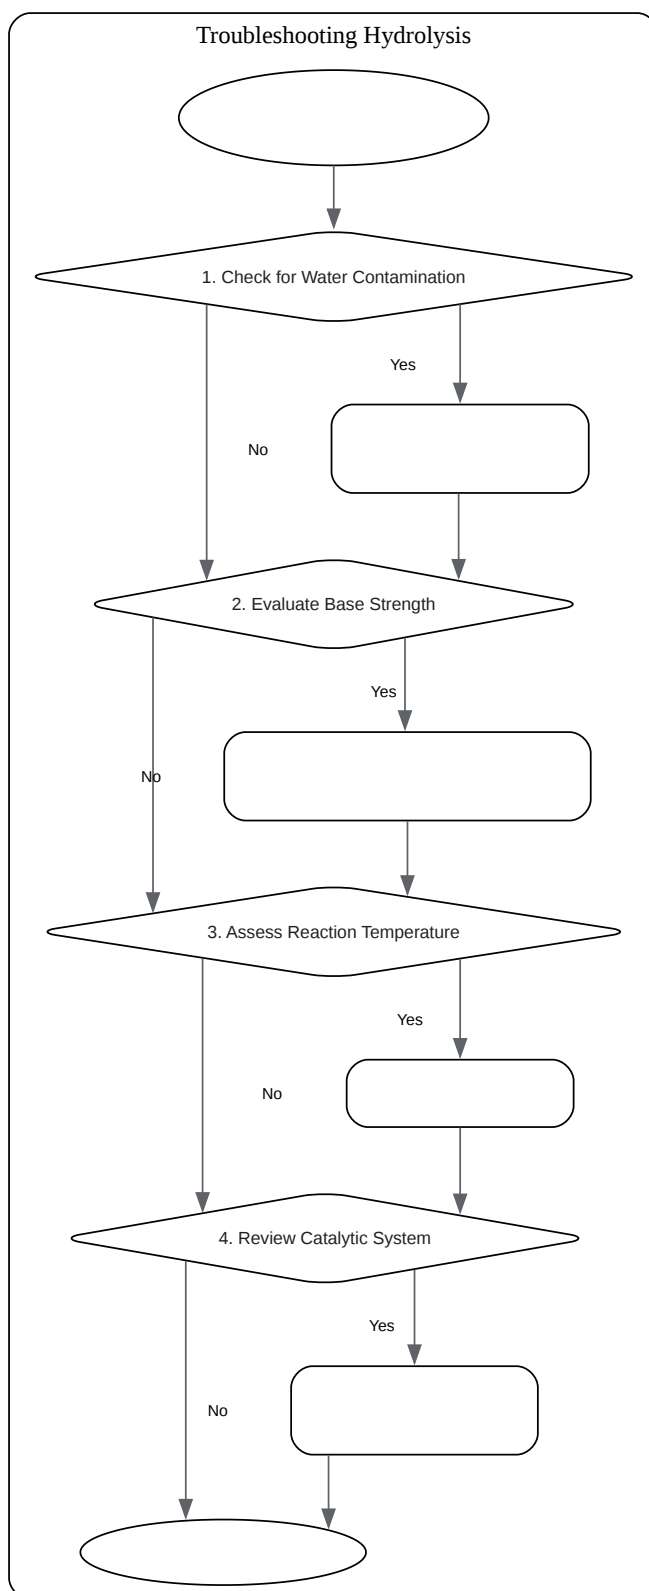 Troubleshooting Hydrolysis
1. Check for Water Contamination
Yes
No
2. Evaluate Base Strength
Yes
No
3. Assess Reaction Temperature
Yes
No
4. Review Catalytic System
Yes
No